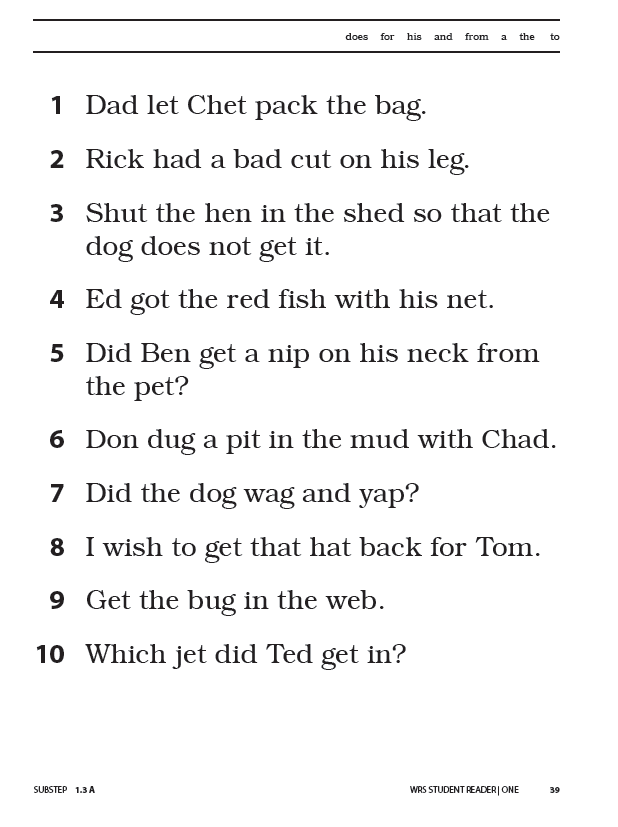 does for his and from a the to
1 Dad let Chet pack the bag.
2 Rick had a bad cut on his leg.
3 Shut the hen in the shed so that the
dog does not get it.
4 Ed got the red fish with his net.
5 Did Ben get a nip on his neck from
the pet?
6 Don dug a pit in the mud with Chad.
7 Did the dog wag and yap?
8 I wish to get that hat back for Tom.
9 Get the bug in the web.
10 Which jet did Ted get in?
SUBSTEP 1.3 A WRS STUDENT READER | ONE 39